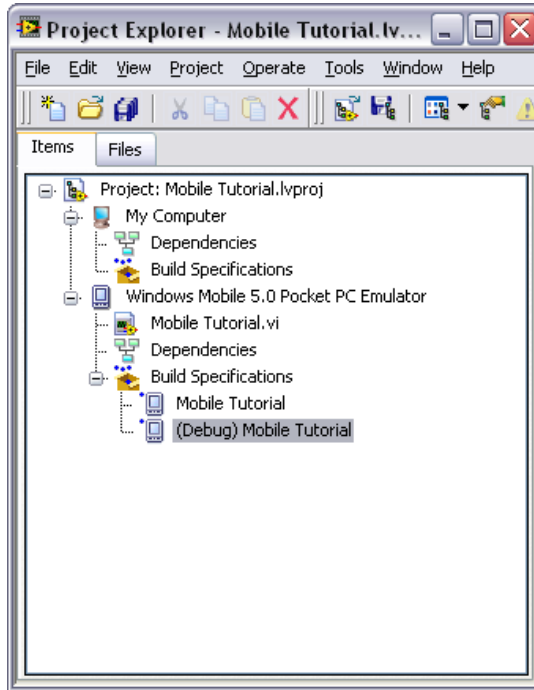 Project Explorer - Mobile Tutorial.lv...
File Edit View Project Operate Tools Window Help
Items Files
Project: Mobile Tutorial.lvproj
My Computer
Dependencies
Build Specifications
Windows Mobile 5.0 Pocket PC Emulator
Mobile Tutorial.vi
Dependencies
Build Specifications
Mobile Tutorial
(Debug) Mobile Tutorial